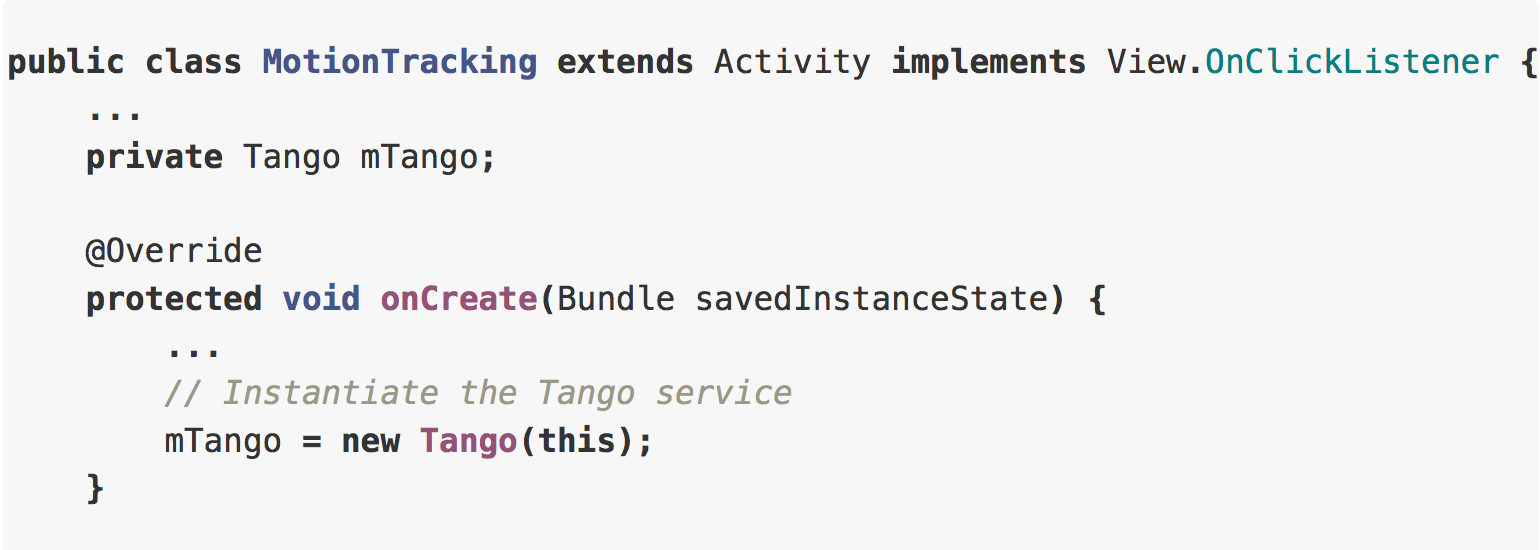 public class MotionTracking extends Activity implements View.OnClickListener {
...
private Tango mTango;
@Override
protected void onCreate(Bundle savedInstanceState) {
...
// Instantiate the Tango service
mTango = new Tango(this);
}